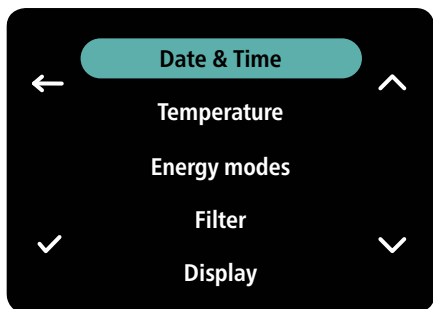 Date & Time
Temperature
Energy modes
Filter
Display